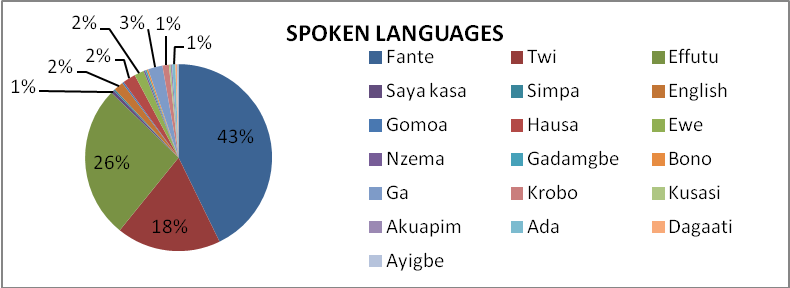 SPOKEN LANGUAGES
2% 3% 1%
2% 1%
2%
1%
43%
26%
18%
Fante Twi Effutu
Saya kasa Simpa English
Gomoa Hausa Ewe
Nzema Gadamgbe Bono
Ga Krobo Kusasi
Akuapim Ada Dagaati
Ayigbe